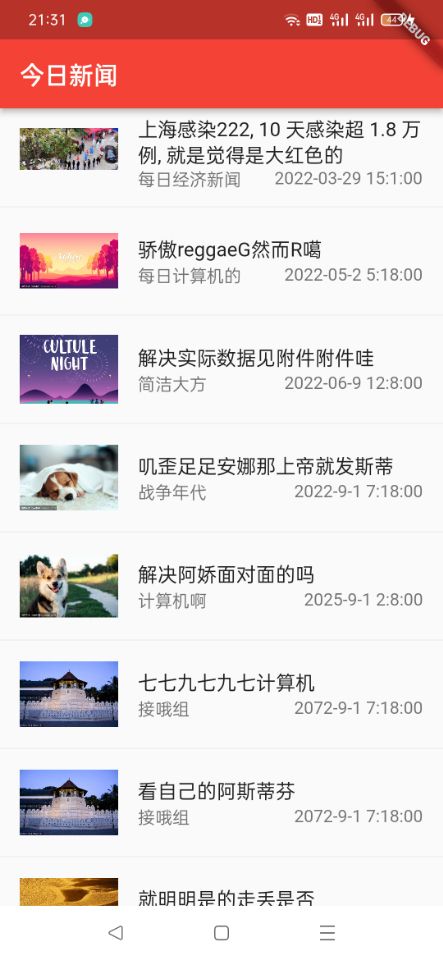 21:31
HD1 4G 4G 44
DEBUG
今日新闻
上海感染222, 10 天感染超 1.8 万
例, 就是觉得是大红色的
每日经济新闻 2022-03-29 15:1:00
骄傲reggaeG然而R噶
每日计算机的 2022-05-2 5:18:00
CULTULE
NIGHT
解决实际数据见附件附件哇
简洁大方 2022-06-9 12:8:00
叽歪足足安娜那上帝就发斯蒂
战争年代 2022-9-1 7:18:00
解决阿娇面对面的吗
计算机啊 2025-9-1 2:8:00
七七九七九七计算机
接哦组 2072-9-1 7:18:00
看自己的阿斯蒂芬
接哦组 2072-9-1 7:18:00
就明明是的走丢是否